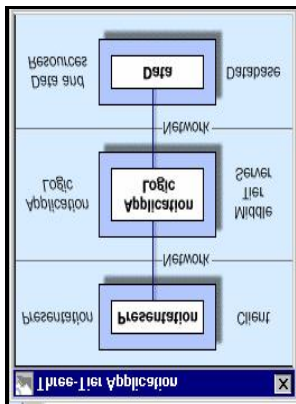 Three-Tier Application
Presentation
Presentation
Client
Network
Application
Logic
Application
Logic
Middle
Tier
Server
Network
Data and
Resources
Data
Database